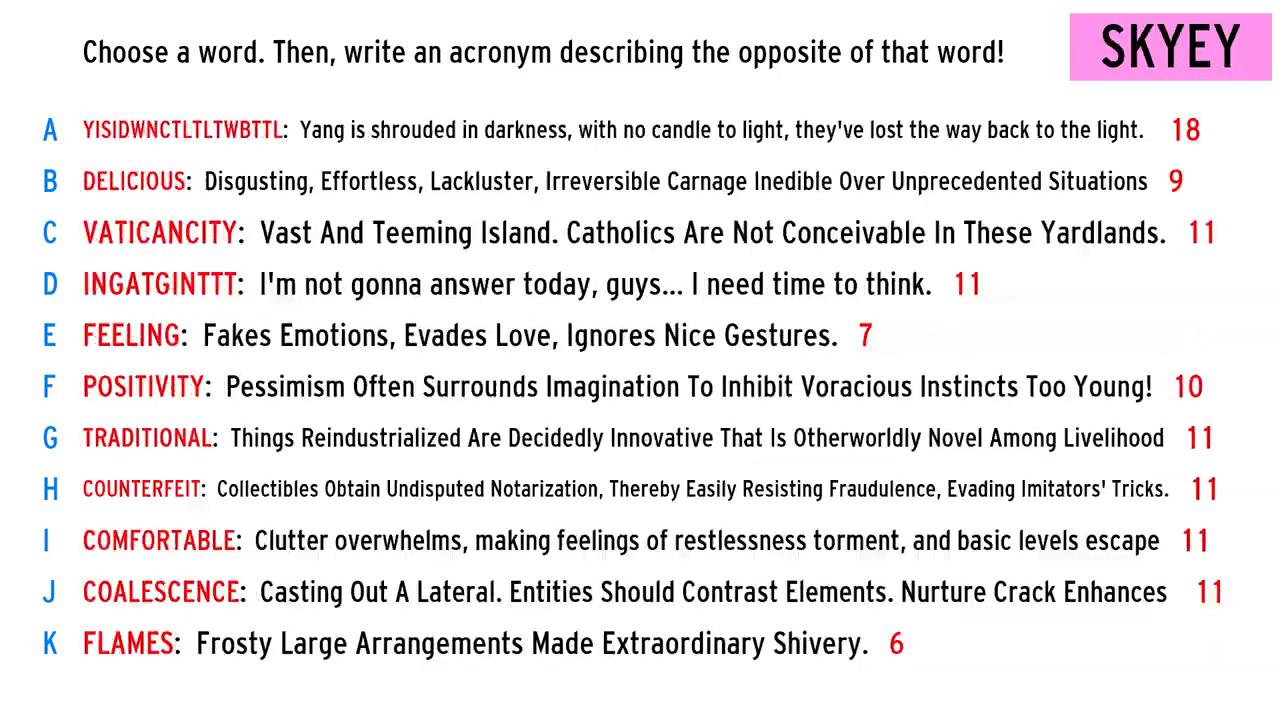 Choose a word. Then, write an acronym describing the opposite of that word!
SKYEY
A YISIDWNCTLTLTWBTTL: Yang is shrouded in darkness, with no candle to light, they've lost the way back to the light. 18
B DELICIOUS: Disgusting, Effortless, Lackluster, Irreversible Carnage Inedible Over Unprecedented Situations 9
C VATICANCITY: Vast And Teeming Island. Catholics Are Not Conceivable In These Yardlands. 11
D INGATGINTTT: I'm not gonna answer today, guys... I need time to think. 11
E FEELING: Fakes Emotions, Evades Love, Ignores Nice Gestures. 7
F POSITIVITY: Pessimism Often Surrounds Imagination To Inhibit Voracious Instincts Too Young! 10
G TRADITIONAL: Things Reindustrialized Are Decidedly Innovative That Is Otherworldly Novel Among Livelihood 11
H COUNTERFEIT: Collectibles Obtain Undisputed Notarization, Thereby Easily Resisting Fraudulence, Evading Imitators' Tricks. 11
I COMFORTABLE: Clutter overwhelms, making feelings of restlessness torment, and basic levels escape 11
J COALESCENCE: Casting Out A Lateral. Entities Should Contrast Elements. Nurture Crack Enhances 11
K FLAMES: Frosty Large Arrangements Made Extraordinary Shivery. 6